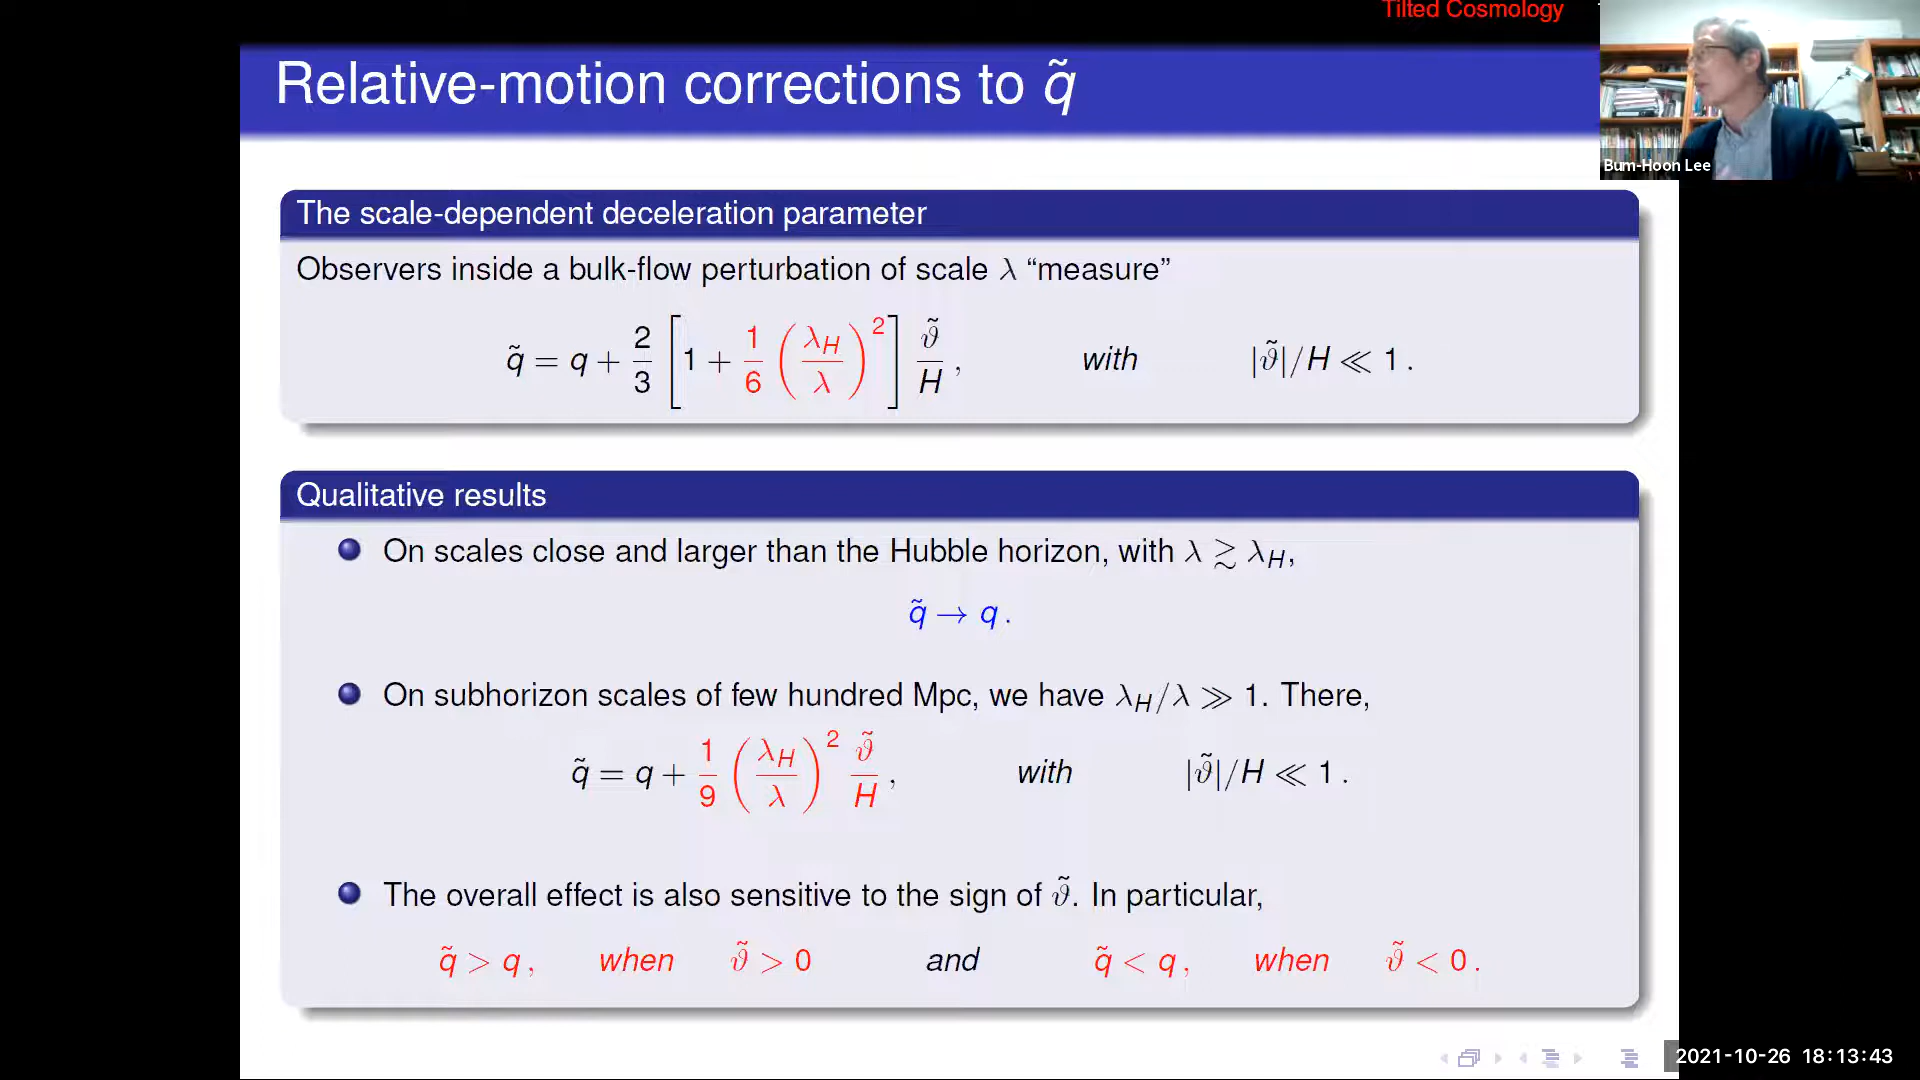 Tilted Cosmology
Relative-motion corrections to q̃
Bum-Hoon Lee
The scale-dependent deceleration parameter
Observers inside a bulk-flow perturbation of scale λ “measure”
q̃ = q + 2/3 [1 + 1/6 (λ_H/λ)^2] ϑ̃/H , with |ϑ̃|/H ≪ 1 .
Qualitative results
On scales close and larger than the Hubble horizon, with λ ≳ λ_H,
q̃ → q .
On subhorizon scales of few hundred Mpc, we have λ_H/λ ≫ 1. There,
q̃ = q + 1/9 (λ_H/λ)^2 ϑ̃/H , with |ϑ̃|/H ≪ 1 .
The overall effect is also sensitive to the sign of ϑ̃. In particular,
q̃ > q , when ϑ̃ > 0 and q̃ < q , when ϑ̃ < 0 .
2021-10-26 18:13:43